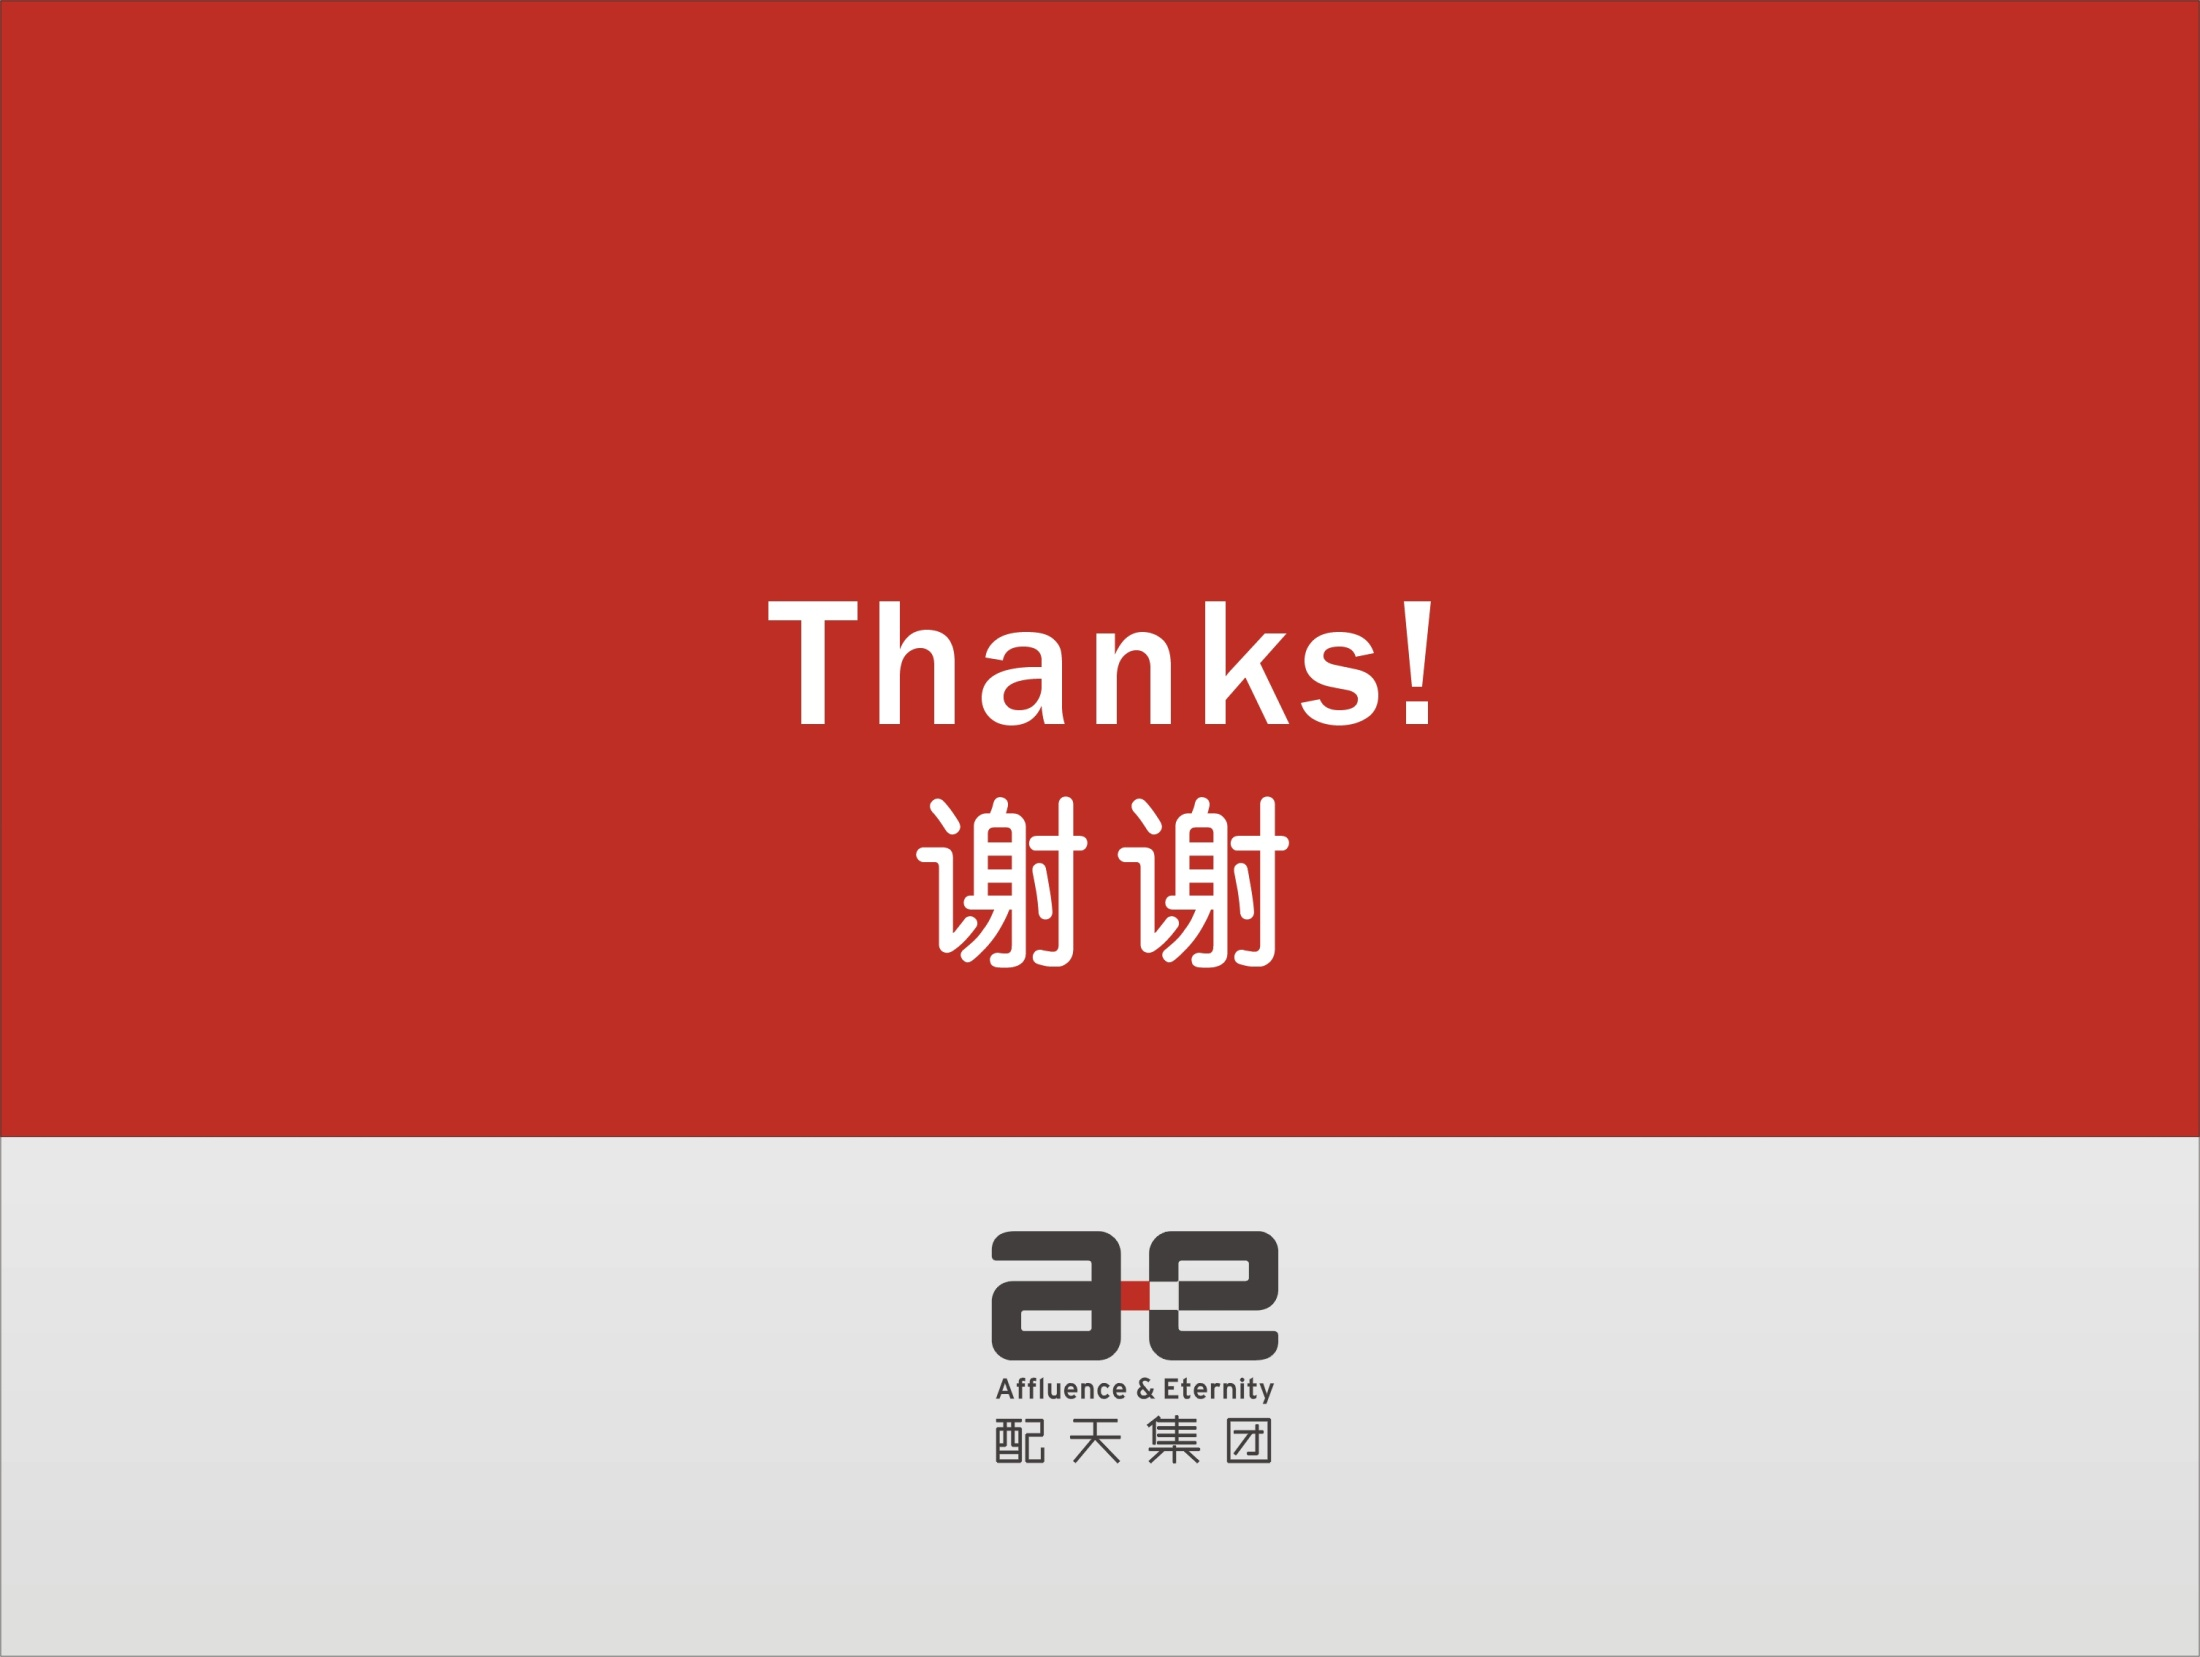 Thanks!
谢谢
ae
Affluence & Eternity
配天集团